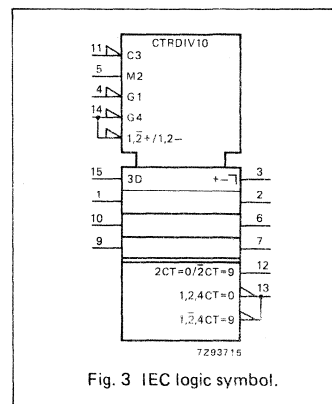 CTRDIV10
11 C3
5 M2
4 G1
14 G4
1,2̅+/1,2−
15 3D +− 3
1 2
10 6
9 7
2CT=0/2̅CT=9 12
1,2,4CT=0 13
1,2̅,4CT=9
7Z93715
Fig. 3 IEC logic symbol.